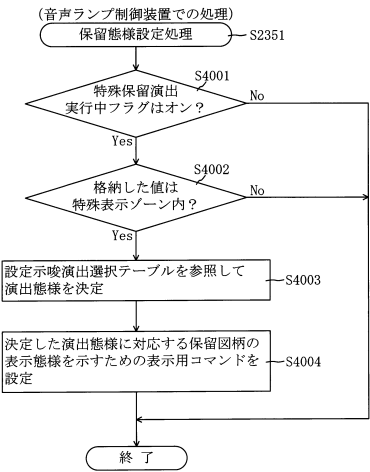 (音声ランプ制御装置での処理)
保留態様設定処理
S2351
S4001
特殊保留演出
実行中フラグはオン？
No
Yes
S4002
格納した値は
特殊表示ゾーン内？
No
Yes
設定示唆演出選択テーブルを参照して
演出態様を決定
S4003
決定した演出態様に対応する保留図柄の
表示態様を示すための表示用コマンドを
設定
S4004
終 了